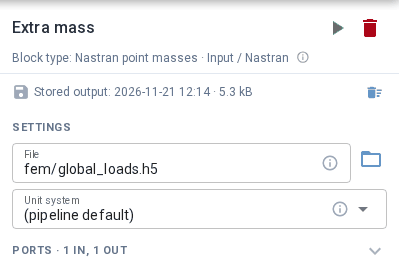 Extra mass
Block type: Nastran point masses · Input / Nastran
Stored output: 2026-11-21 12:14 · 5.3 kB
SETTINGS
File
fem/global_loads.h5
Unit system
(pipeline default)
PORTS · 1 IN, 1 OUT